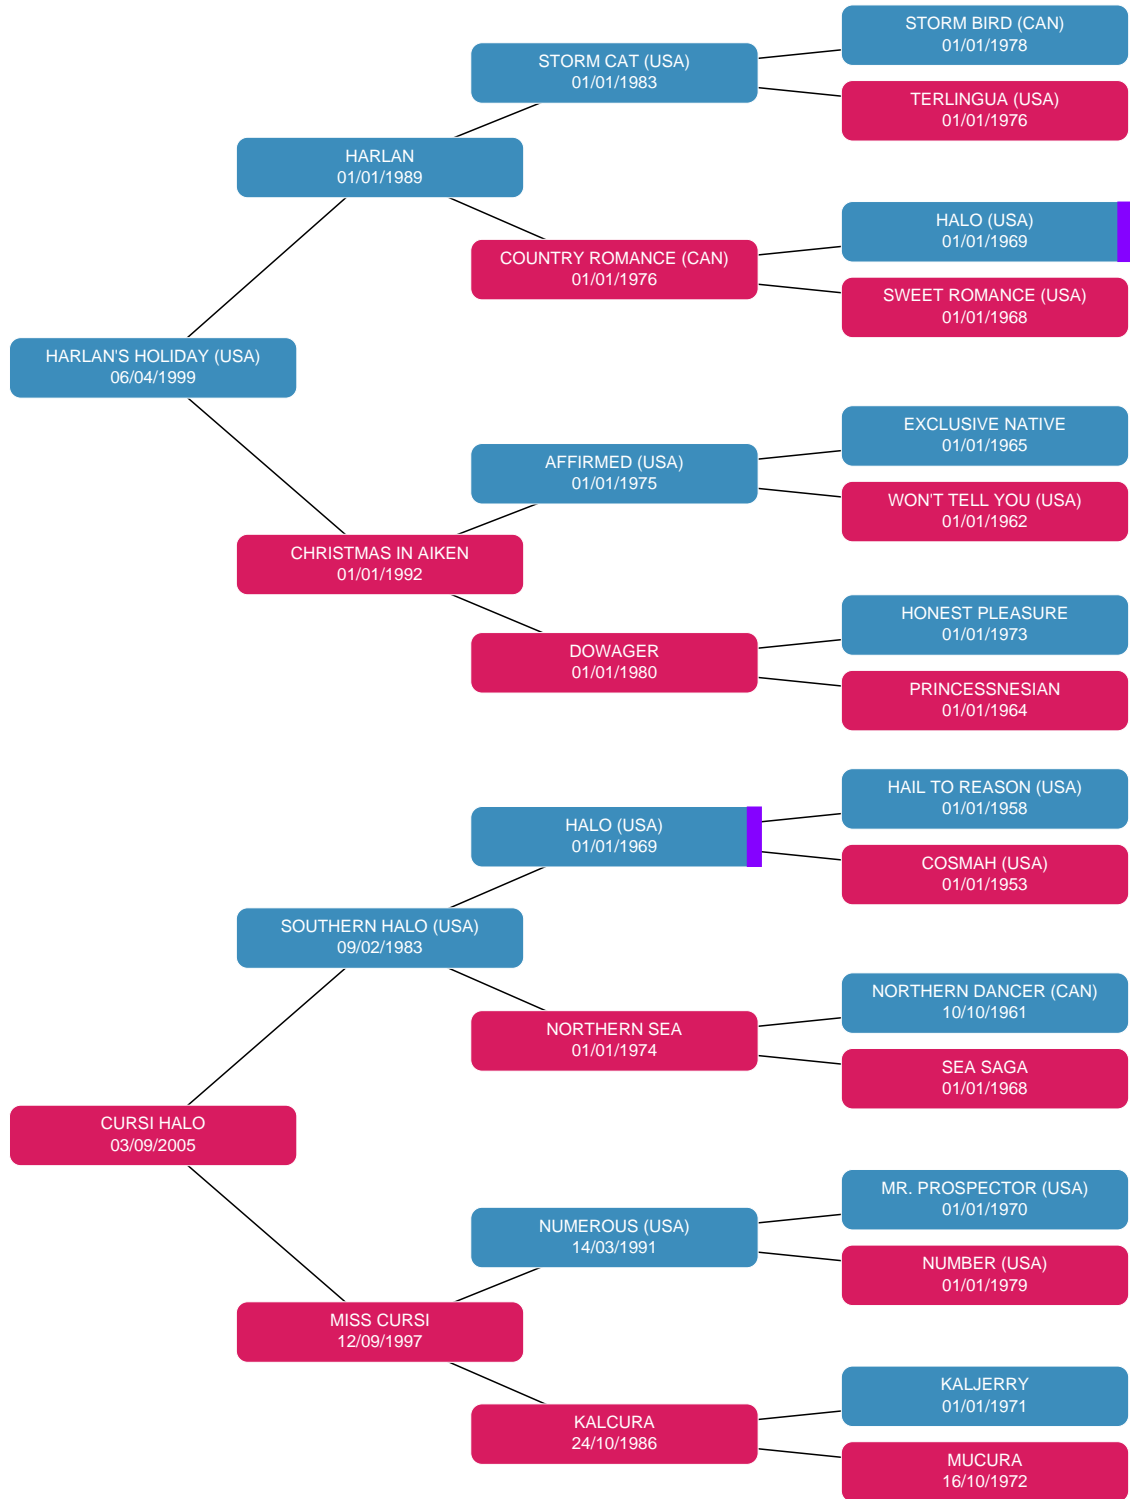 STORM BIRD (CAN)
01/01/1978
STORM CAT (USA)
01/01/1983
TERLINGUA (USA)
01/01/1976
HARLAN
01/01/1989
HALO (USA)
01/01/1969
COUNTRY ROMANCE (CAN)
01/01/1976
SWEET ROMANCE (USA)
01/01/1968
HARLAN'S HOLIDAY (USA)
06/04/1999
EXCLUSIVE NATIVE
01/01/1965
AFFIRMED (USA)
01/01/1975
WON'T TELL YOU (USA)
01/01/1962
CHRISTMAS IN AIKEN
01/01/1992
HONEST PLEASURE
01/01/1973
DOWAGER
01/01/1980
PRINCESSNESIAN
01/01/1964
HAIL TO REASON (USA)
01/01/1958
HALO (USA)
01/01/1969
COSMAH (USA)
01/01/1953
SOUTHERN HALO (USA)
09/02/1983
NORTHERN DANCER (CAN)
10/10/1961
NORTHERN SEA
01/01/1974
SEA SAGA
01/01/1968
CURSI HALO
03/09/2005
MR. PROSPECTOR (USA)
01/01/1970
NUMEROUS (USA)
14/03/1991
NUMBER (USA)
01/01/1979
MISS CURSI
12/09/1997
KALJERRY
01/01/1971
KALCURA
24/10/1986
MUCURA
16/10/1972